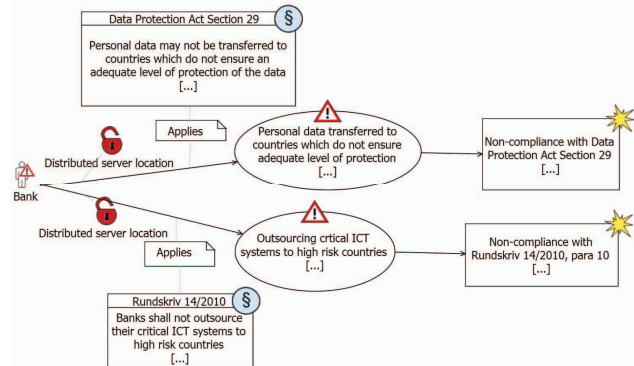 Data Protection Act Section 29
§
Personal data may not be transferred to
countries which do not ensure an
adequate level of protection of the data
[...]
Applies
Distributed server location
Personal data transferred to
countries which do not ensure
adequate level of protection
[...]
Non-compliance with Data
Protection Act Section 29
[...]
Bank
Distributed server location
Applies
Outsourcing crtical ICT
systems to high risk countries
[...]
Non-compliance with
Rundskriv 14/2010, para 10
[...]
Rundskriv 14/2010
§
Banks shall not outsource
their critical ICT systems to
high risk countries
[...]